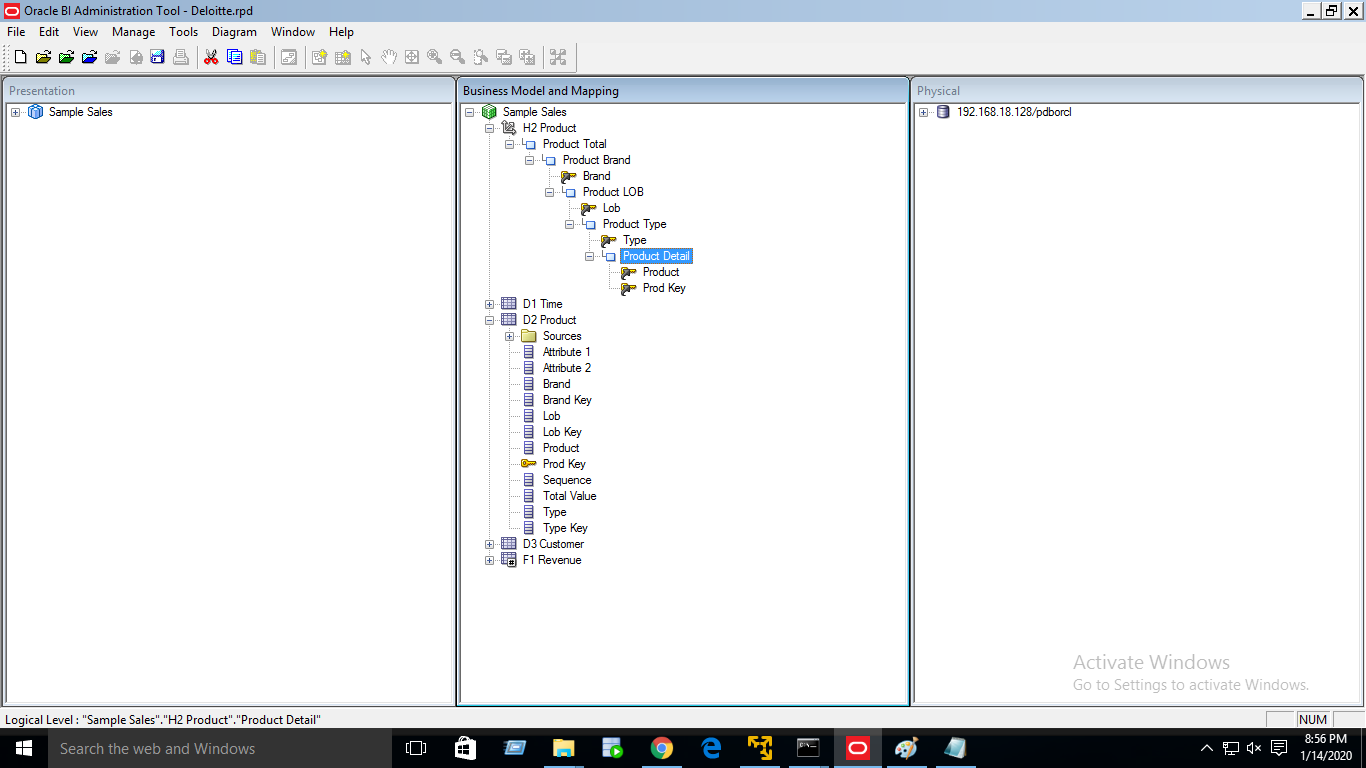 Oracle BI Administration Tool - Deloitte.rpd
File Edit View Manage Tools Diagram Window Help
Presentation
Sample Sales
Business Model and Mapping
Sample Sales
H2 Product
Product Total
Product Brand
Brand
Product LOB
Lob
Product Type
Type
Product Detail
Product
Prod Key
D1 Time
D2 Product
Sources
Attribute 1
Attribute 2
Brand
Brand Key
Lob
Lob Key
Product
Prod Key
Sequence
Total Value
Type
Type Key
D3 Customer
F1 Revenue
Physical
192.168.18.128/pdborcl
Activate Windows
Go to Settings to activate Windows.
Logical Level : "Sample Sales"."H2 Product"."Product Detail"
NUM
Search the web and Windows
8:56 PM
1/14/2020